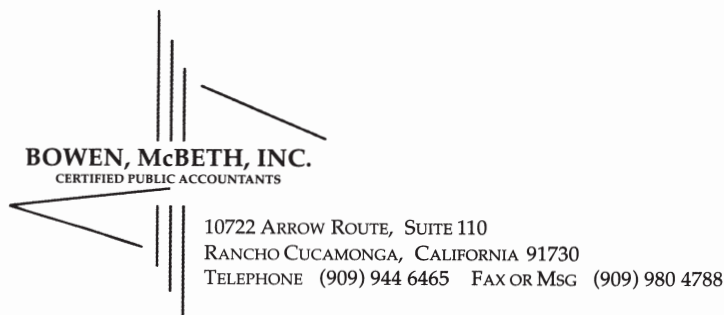 BOWEN, McBETH, INC.
CERTIFIED PUBLIC ACCOUNTANTS
10722 ARROW ROUTE, SUITE 110
RANCHO CUCAMONGA, CALIFORNIA 91730
TELEPHONE (909) 944 6465 FAX OR MSG (909) 980 4788